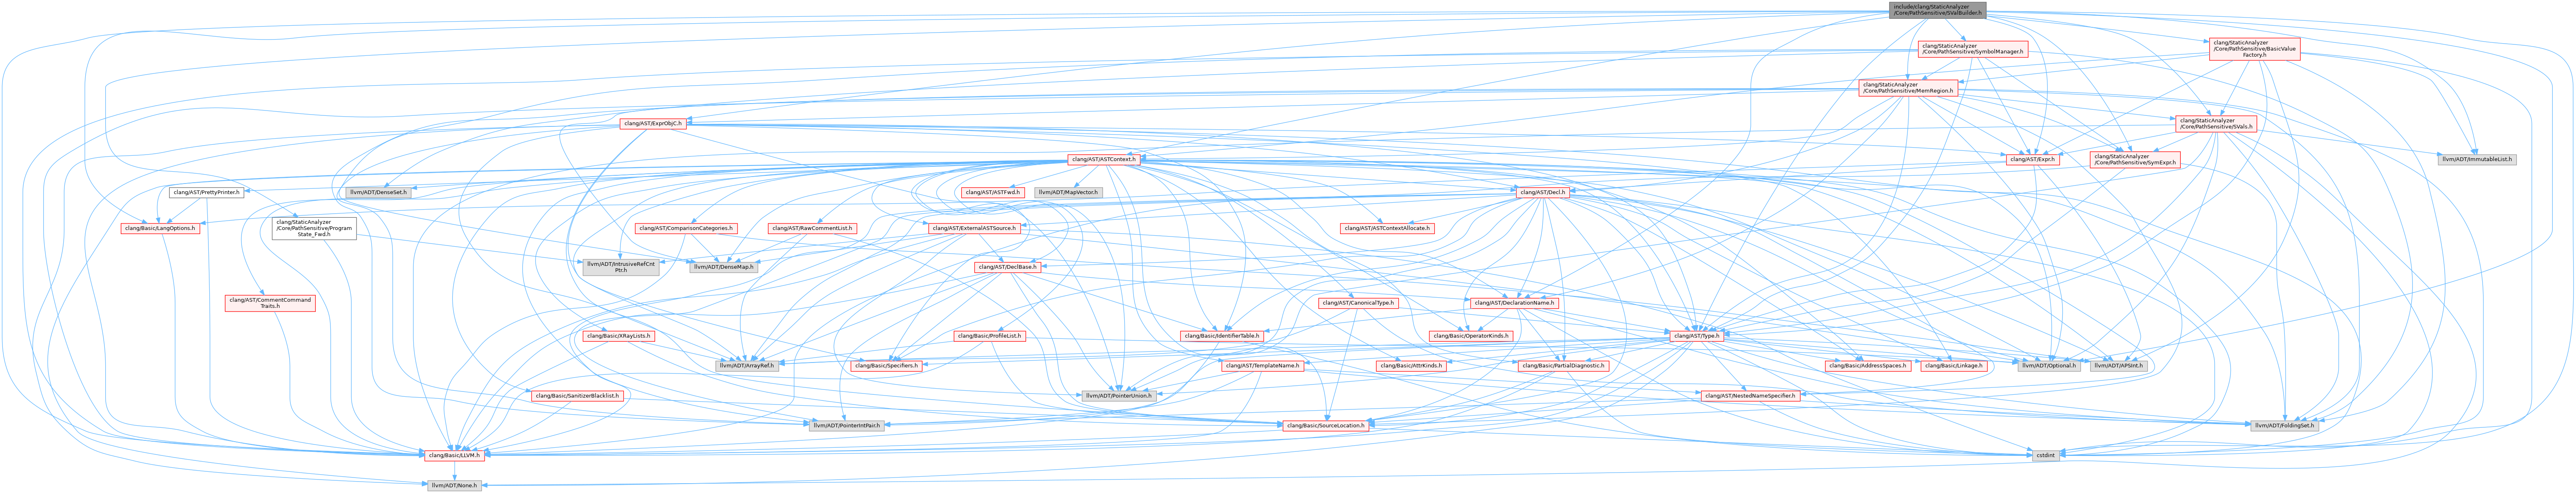 include/clang/StaticAnalyzer
/Core/PathSensitive/SValBuilder.h
clang/StaticAnalyzer
/Core/PathSensitive/SymbolManager.h
clang/StaticAnalyzer
/Core/PathSensitive/BasicValue
Factory.h
clang/StaticAnalyzer
/Core/PathSensitive/MemRegion.h
clang/AST/ExprObjC.h
clang/StaticAnalyzer
/Core/PathSensitive/SVals.h
clang/AST/ASTContext.h
clang/AST/Expr.h
clang/StaticAnalyzer
/Core/PathSensitive/SymExpr.h
llvm/ADT/ImmutableList.h
clang/AST/PrettyPrinter.h
llvm/ADT/DenseSet.h
clang/AST/ASTFwd.h
llvm/ADT/MapVector.h
clang/AST/Decl.h
clang/Basic/LangOptions.h
clang/StaticAnalyzer
/Core/PathSensitive/Program
State_Fwd.h
clang/AST/ComparisonCategories.h
clang/AST/RawCommentList.h
clang/AST/ExternalASTSource.h
clang/AST/ASTContextAllocate.h
llvm/ADT/IntrusiveRefCnt
Ptr.h
llvm/ADT/DenseMap.h
clang/AST/DeclBase.h
clang/AST/CommentCommand
Traits.h
clang/AST/CanonicalType.h
clang/AST/DeclarationName.h
clang/Basic/XRayLists.h
clang/Basic/ProfileList.h
clang/Basic/IdentifierTable.h
clang/Basic/OperatorKinds.h
clang/AST/Type.h
llvm/ADT/ArrayRef.h
clang/Basic/Specifiers.h
clang/AST/TemplateName.h
clang/Basic/AttrKinds.h
clang/Basic/PartialDiagnostic.h
clang/Basic/AddressSpaces.h
clang/Basic/Linkage.h
llvm/ADT/Optional.h
llvm/ADT/APSInt.h
clang/Basic/SanitizerBlacklist.h
llvm/ADT/PointerUnion.h
clang/AST/NestedNameSpecifier.h
llvm/ADT/PointerIntPair.h
clang/Basic/SourceLocation.h
llvm/ADT/FoldingSet.h
clang/Basic/LLVM.h
cstdint
llvm/ADT/None.h